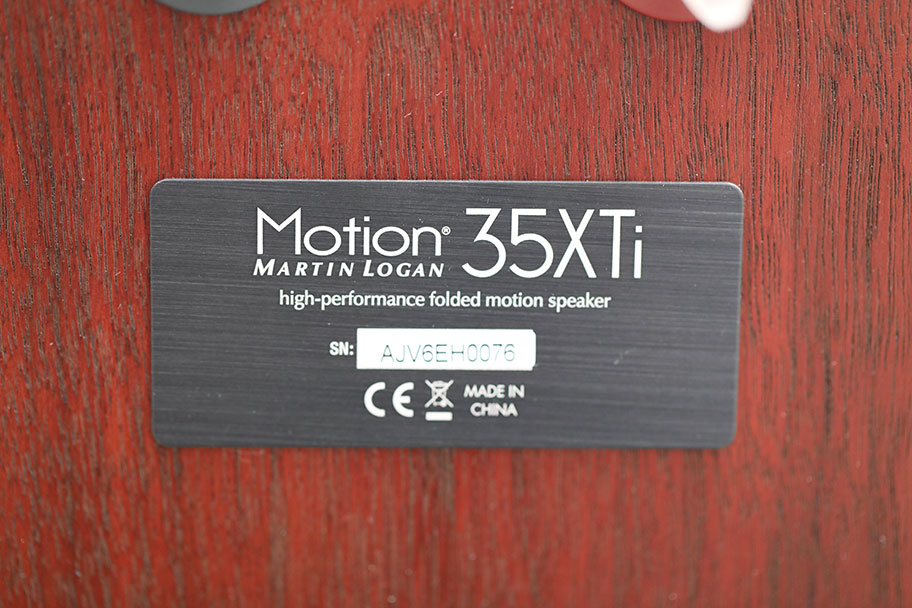 Motion® 35XTi
MARTIN LOGAN
high-performance folded motion speaker
SN: AJV6EH0076
CE MADE IN
CHINA